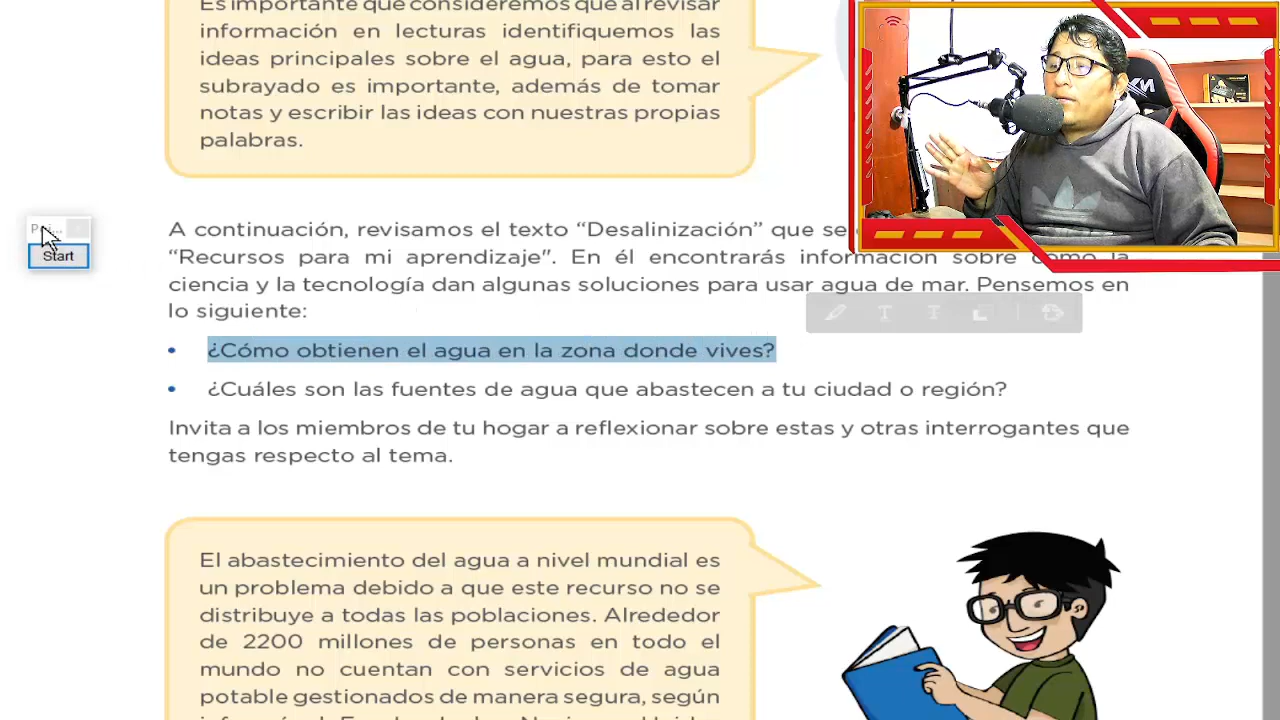 Es importante que consideremos que al revisar
información en lecturas identifiquemos las
ideas principales sobre el agua, para esto el
subrayado es importante, además de tomar
notas y escribir las ideas con nuestras propias
palabras.
A continuación, revisamos el texto “Desalinización” que se
“Recursos para mi aprendizaje”. En él encontrarás información sobre cómo la
ciencia y la tecnología dan algunas soluciones para usar agua de mar. Pensemos en
lo siguiente:
Start
• ¿Cómo obtienen el agua en la zona donde vives?
• ¿Cuáles son las fuentes de agua que abastecen a tu ciudad o región?
Invita a los miembros de tu hogar a reflexionar sobre estas y otras interrogantes que
tengas respecto al tema.
El abastecimiento del agua a nivel mundial es
un problema debido a que este recurso no se
distribuye a todas las poblaciones. Alrededor
de 2200 millones de personas en todo el
mundo no cuentan con servicios de agua
potable gestionados de manera segura, según